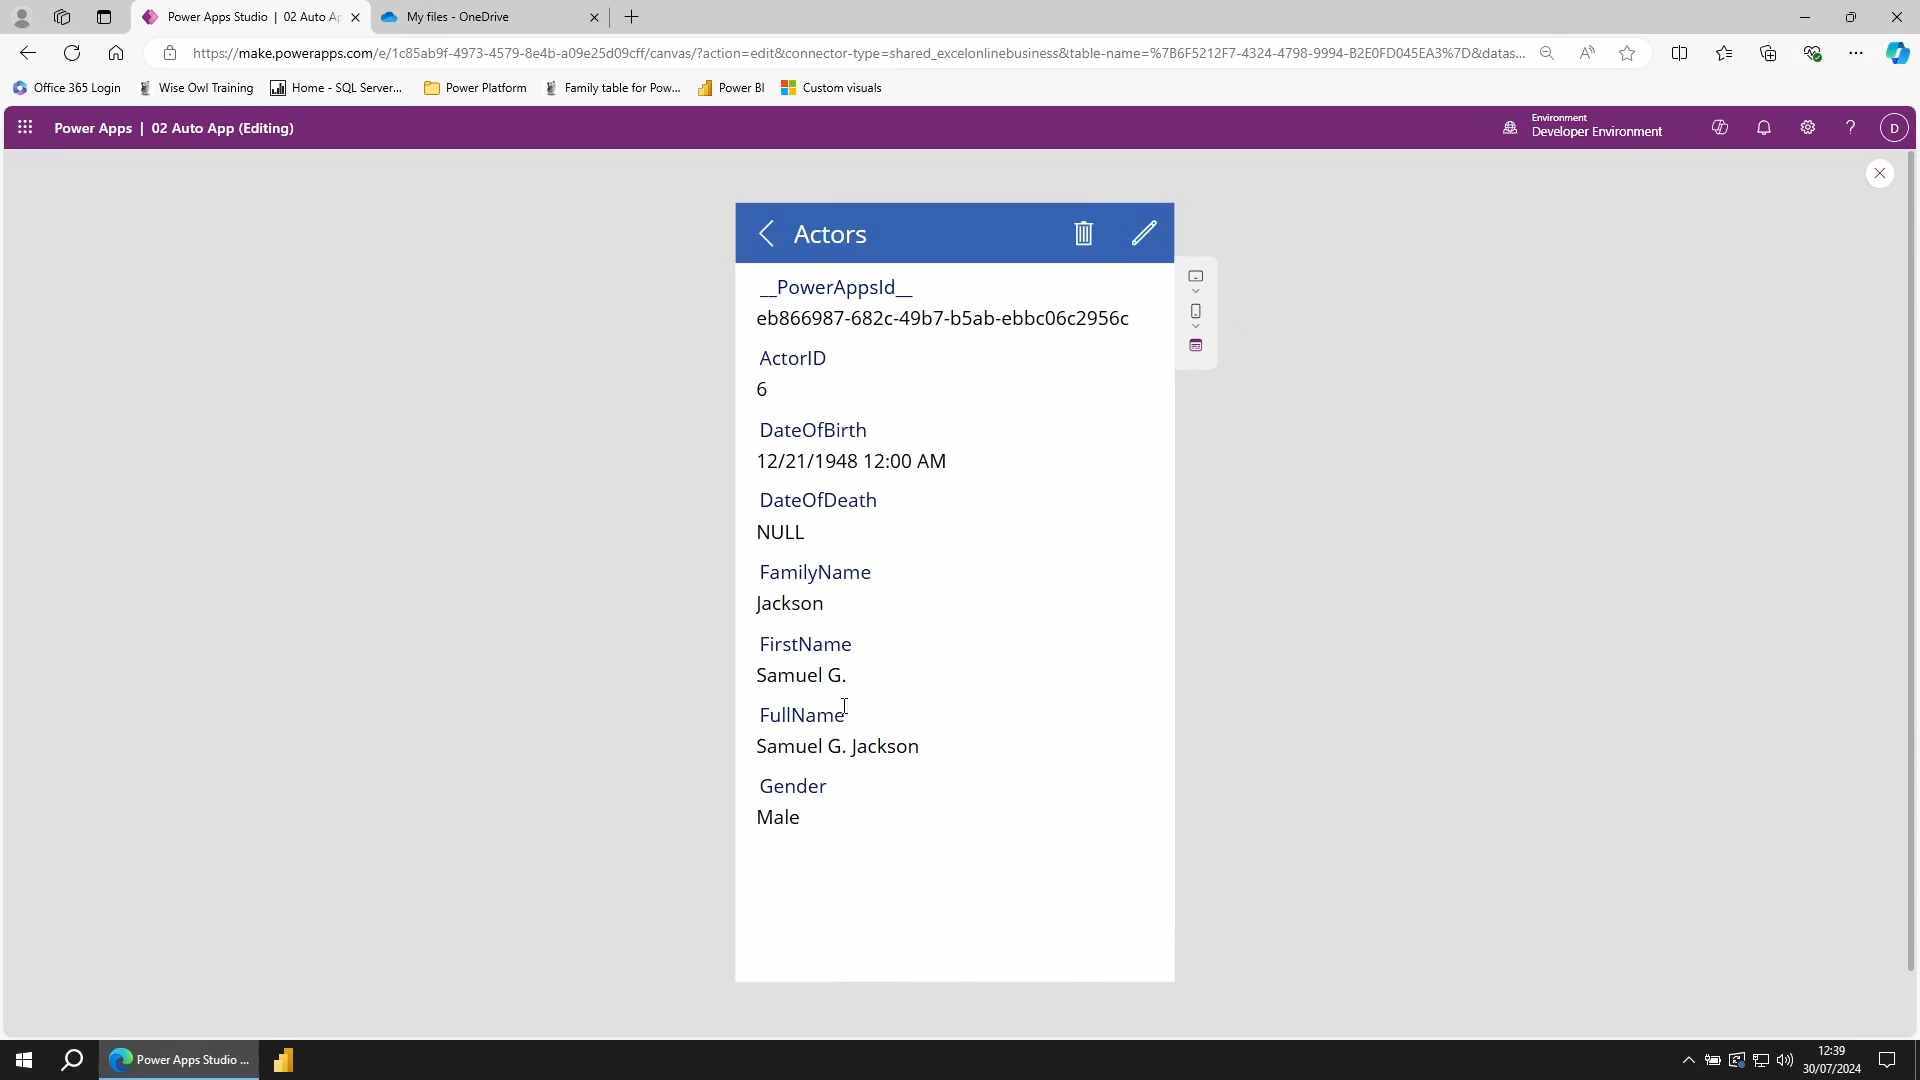 Power Apps Studio | 02 Auto Ap
My files - OneDrive
https://make.powerapps.com/e/1c85ab9f-4973-4579-8e4b-a09e25d09cff/canvas/?action=edit&connector-type=shared_excelonlinebusiness&table-name=%7B6F5212F7-4324-4798-9994-B2E0FD045EA3%7D&datas...
Office 365 Login
Wise Owl Training
Home - SQL Server...
Power Platform
Family table for Pow...
Power BI
Custom visuals
Power Apps | 02 Auto App (Editing)
Environment
Developer Environment
D
Actors
__PowerAppsId__
eb866987-682c-49b7-b5ab-ebbc06c2956c
ActorID
6
DateOfBirth
12/21/1948 12:00 AM
DateOfDeath
NULL
FamilyName
Jackson
FirstName
Samuel G.
FullName
Samuel G. Jackson
Gender
Male
Power Apps Studio ...
12:39
30/07/2024